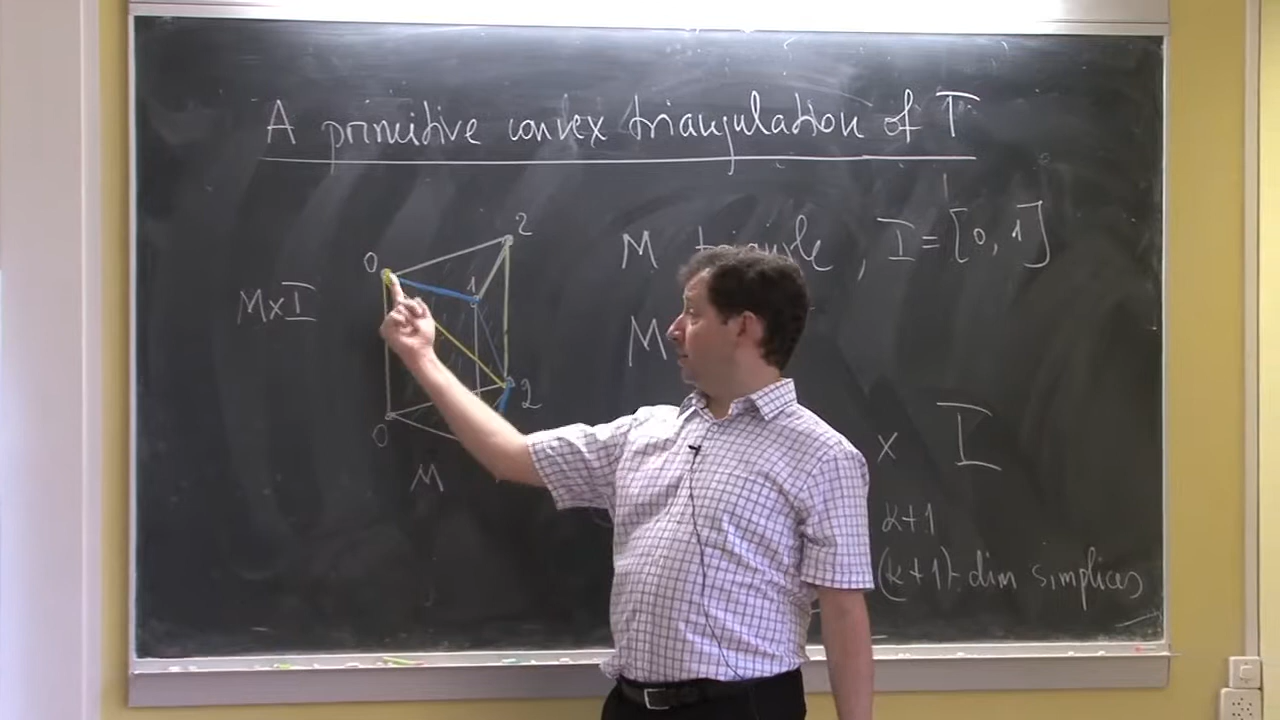 A primitive convex triangulation of T
2
M triangle, I = [0, 1]
0
1
M×I
M
2
× I
0
M
k+1
(k+1)-dim simplices